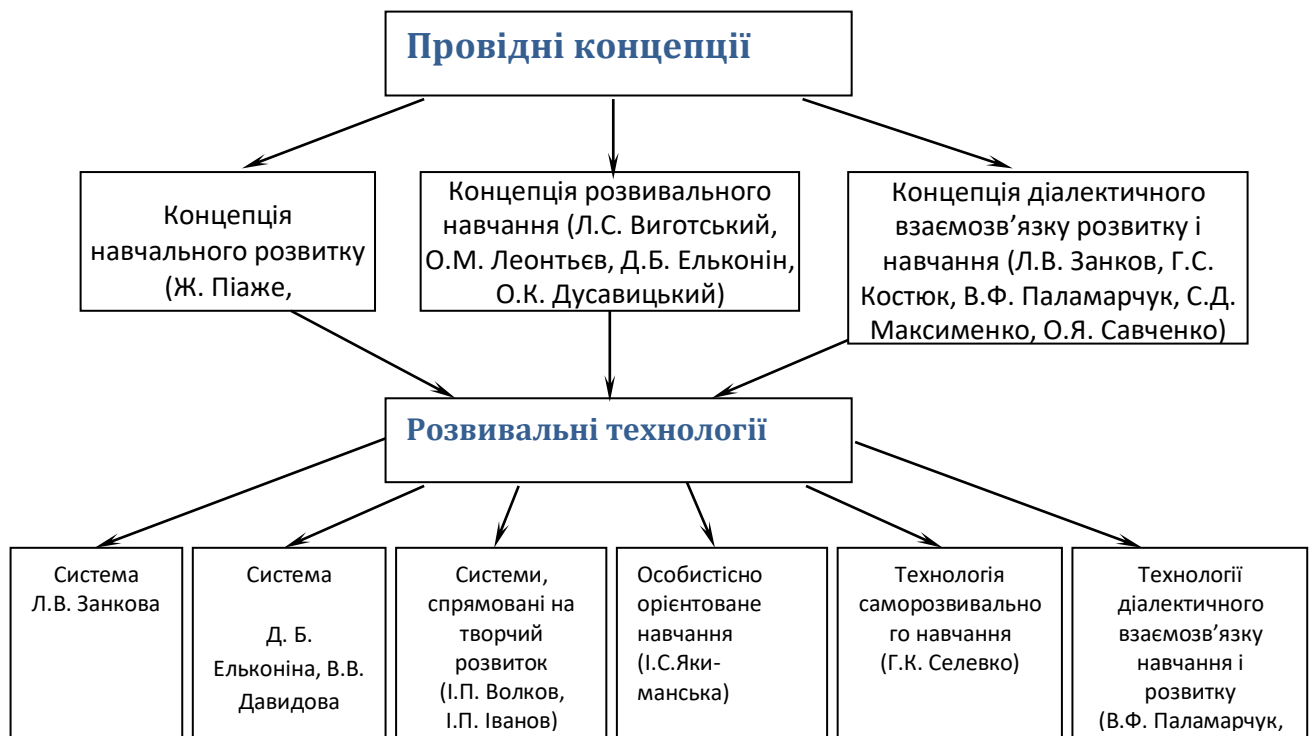 Провідні концепції
Концепція
навчального розвитку
(Ж. Піаже,
Концепція розвивального
навчання (Л.С. Виготський,
О.М. Леонтьєв, Д.Б. Ельконін,
О.К. Дусавицький)
Концепція діалектичного
взаємозв’язку розвитку і
навчання (Л.В. Занков, Г.С.
Костюк, В.Ф. Паламарчук, С.Д.
Максименко, О.Я. Савченко)
Розвивальні технології
Система
Л.В. Занкова
Система
Д. Б.
Ельконіна, В.В.
Давидова
Системи,
спрямовані на
творчий
розвиток
(І.П. Волков,
І.П. Іванов)
Особистісно
орієнтоване
навчання
(І.С.Яки-
манська)
Технологія
саморозвивально
го навчання
(Г.К. Селевко)
Технології
діалектичного
взаємозв’язку
навчання і
розвитку
(В.Ф. Паламарчук,